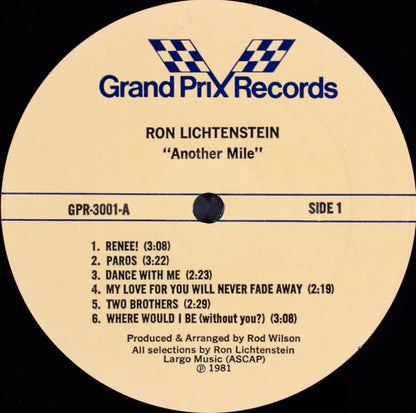 Grand Prix Records
RON LICHTENSTEIN
"Another Mile"
GPR-3001-A SIDE 1
1. RENEE! (3:08)
2. PAROS (3:22)
3. DANCE WITH ME (2:23)
4. MY LOVE FOR YOU WILL NEVER FADE AWAY (2:19)
5. TWO BROTHERS (2:29)
6. WHERE WOULD I BE (without you?) (3:08)
Produced & Arranged by Rod Wilson
All selections by Ron Lichtenstein
Largo Music (ASCAP)
℗ 1981